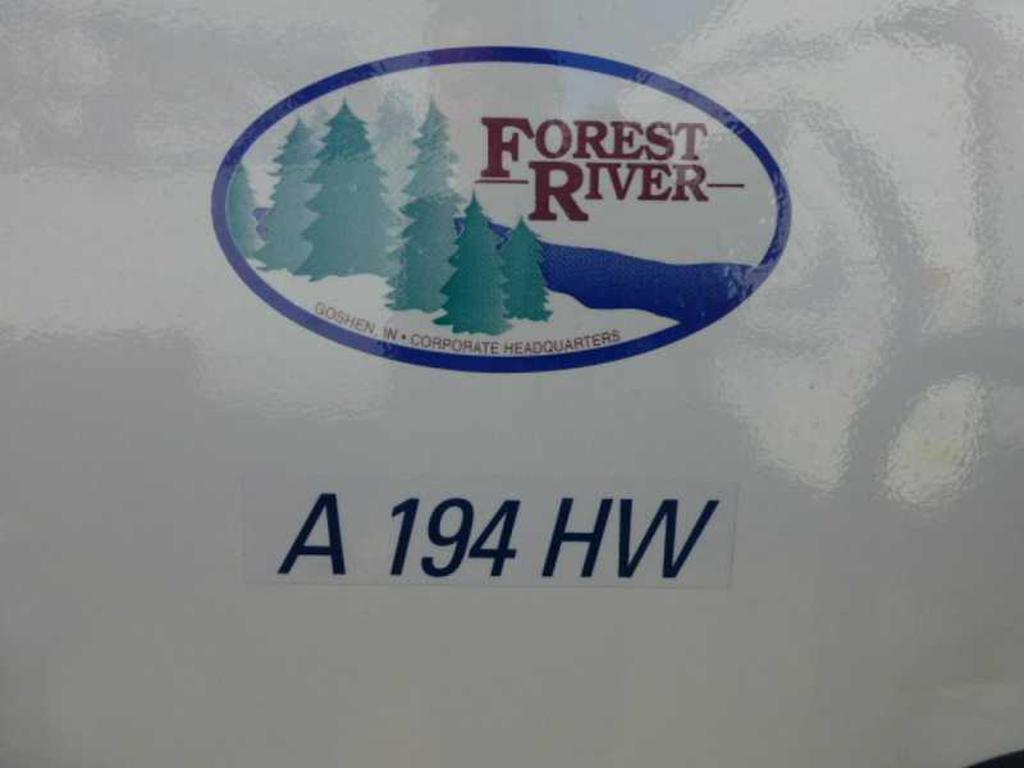 FOREST
RIVER
GOSHEN, IN • CORPORATE HEADQUARTERS
A 194 HW